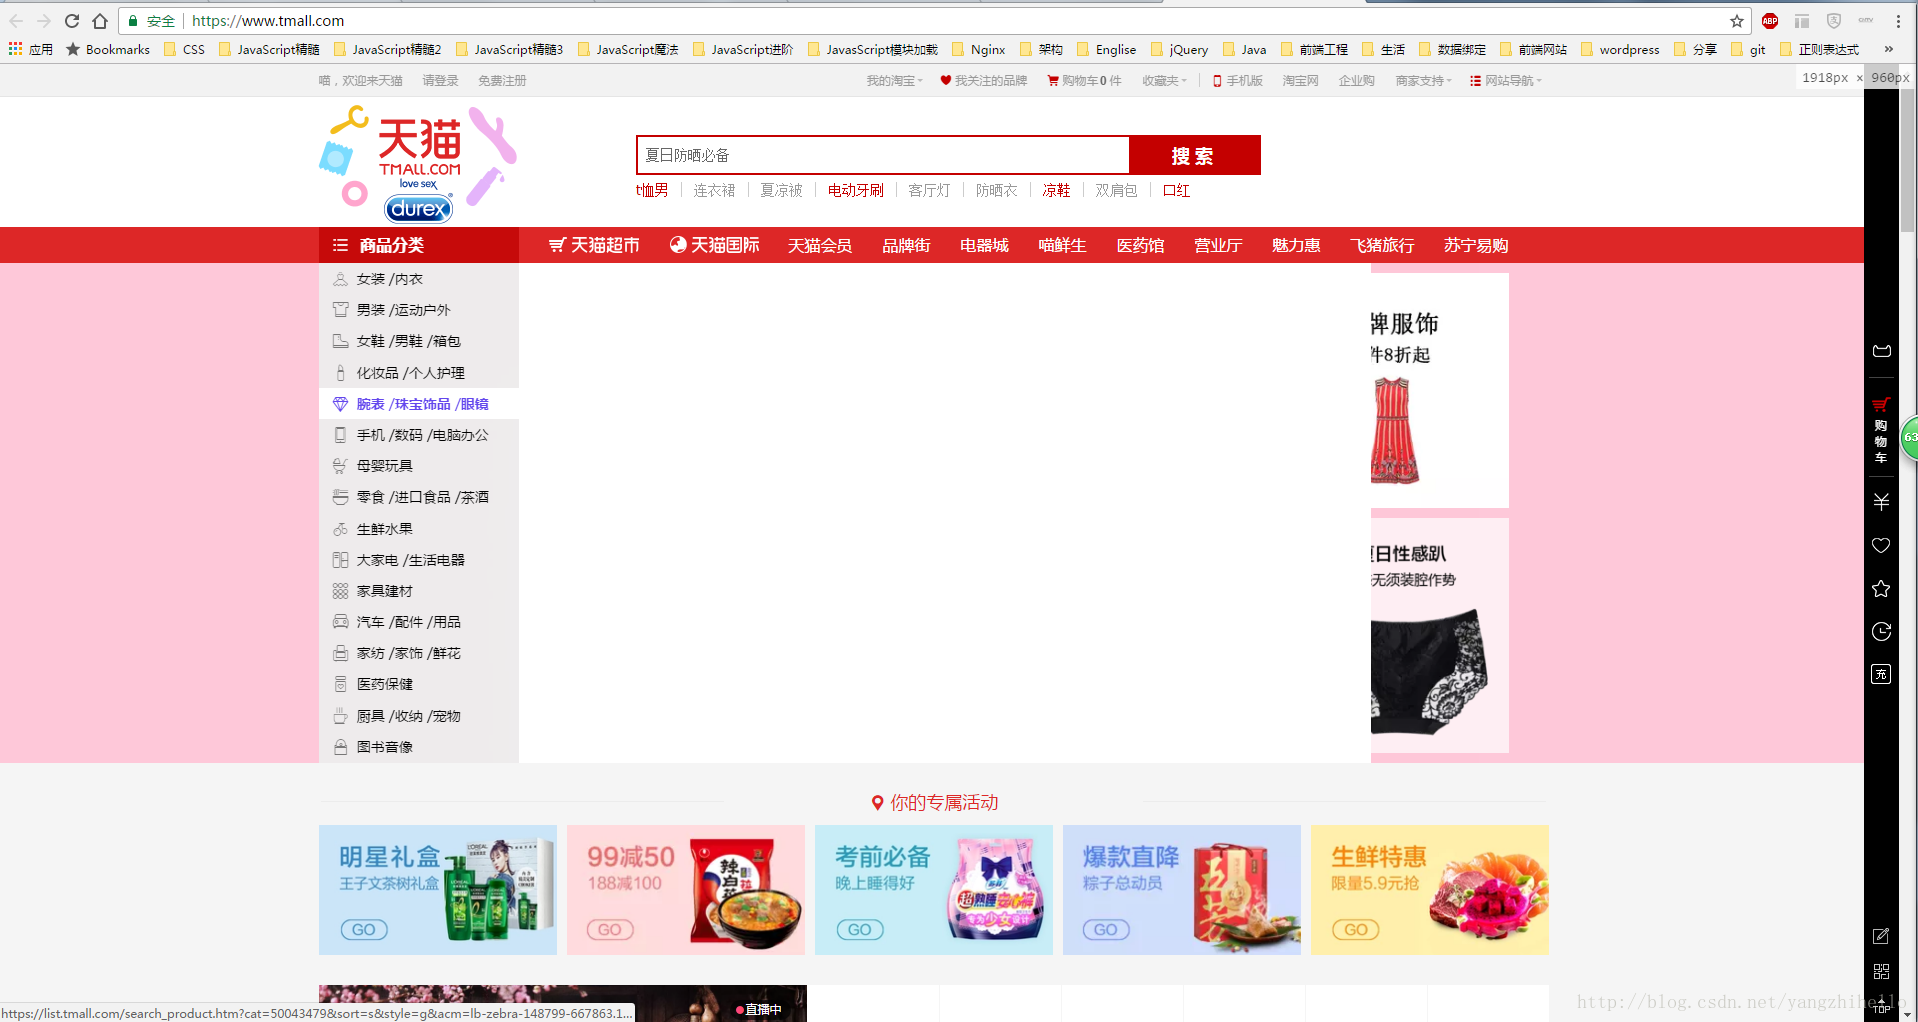 安全 https://www.tmall.com
应用 Bookmarks CSS JavaScript精髓 JavaScript精髓2 JavaScript精髓3 JavaScript魔法 JavaScript进阶 JavasScript模块加载 Nginx 架构 Englise jQuery Java 前端工程 生活 数据绑定 前端网站 wordpress 分享 git 正则表达式 »
喵，欢迎来天猫 请登录 免费注册 我的淘宝 我关注的品牌 购物车0件 收藏夹 手机版 淘宝网 企业购 商家支持 网站导航
1918px × 960px
天猫
TMALL.COM
love sex
durex
夏日防晒必备 搜索
t恤男 连衣裙 夏凉被 电动牙刷 客厅灯 防晒衣 凉鞋 双肩包 口红
商品分类 天猫超市 天猫国际 天猫会员 品牌街 电器城 喵鲜生 医药馆 营业厅 魅力惠 飞猪旅行 苏宁易购
女装 /内衣
男装 /运动户外
女鞋 /男鞋 /箱包
化妆品 /个人护理
腕表 /珠宝饰品 /眼镜
手机 /数码 /电脑办公
母婴玩具
零食 /进口食品 /茶酒
生鲜水果
大家电 /生活电器
家具建材
汽车 /配件 /用品
家纺 /家饰 /鲜花
医药保健
厨具 /收纳 /宠物
图书音像
牌服饰
件8折起
夏日性感趴
无须装腔作势
购物车
63
充
TOP
你的专属活动
明星礼盒
王子文茶树礼盒
GO
99减50
188减100
GO
考前必备
晚上睡得好
GO
爆款直降
粽子总动员
GO
生鲜特惠
限量5.9元抢
GO
直播中
https://list.tmall.com/search_product.htm?cat=50043479&sort=s&style=g&acm=lb-zebra-148799-667863.1...
http://blog.csdn.net/yangzhihello